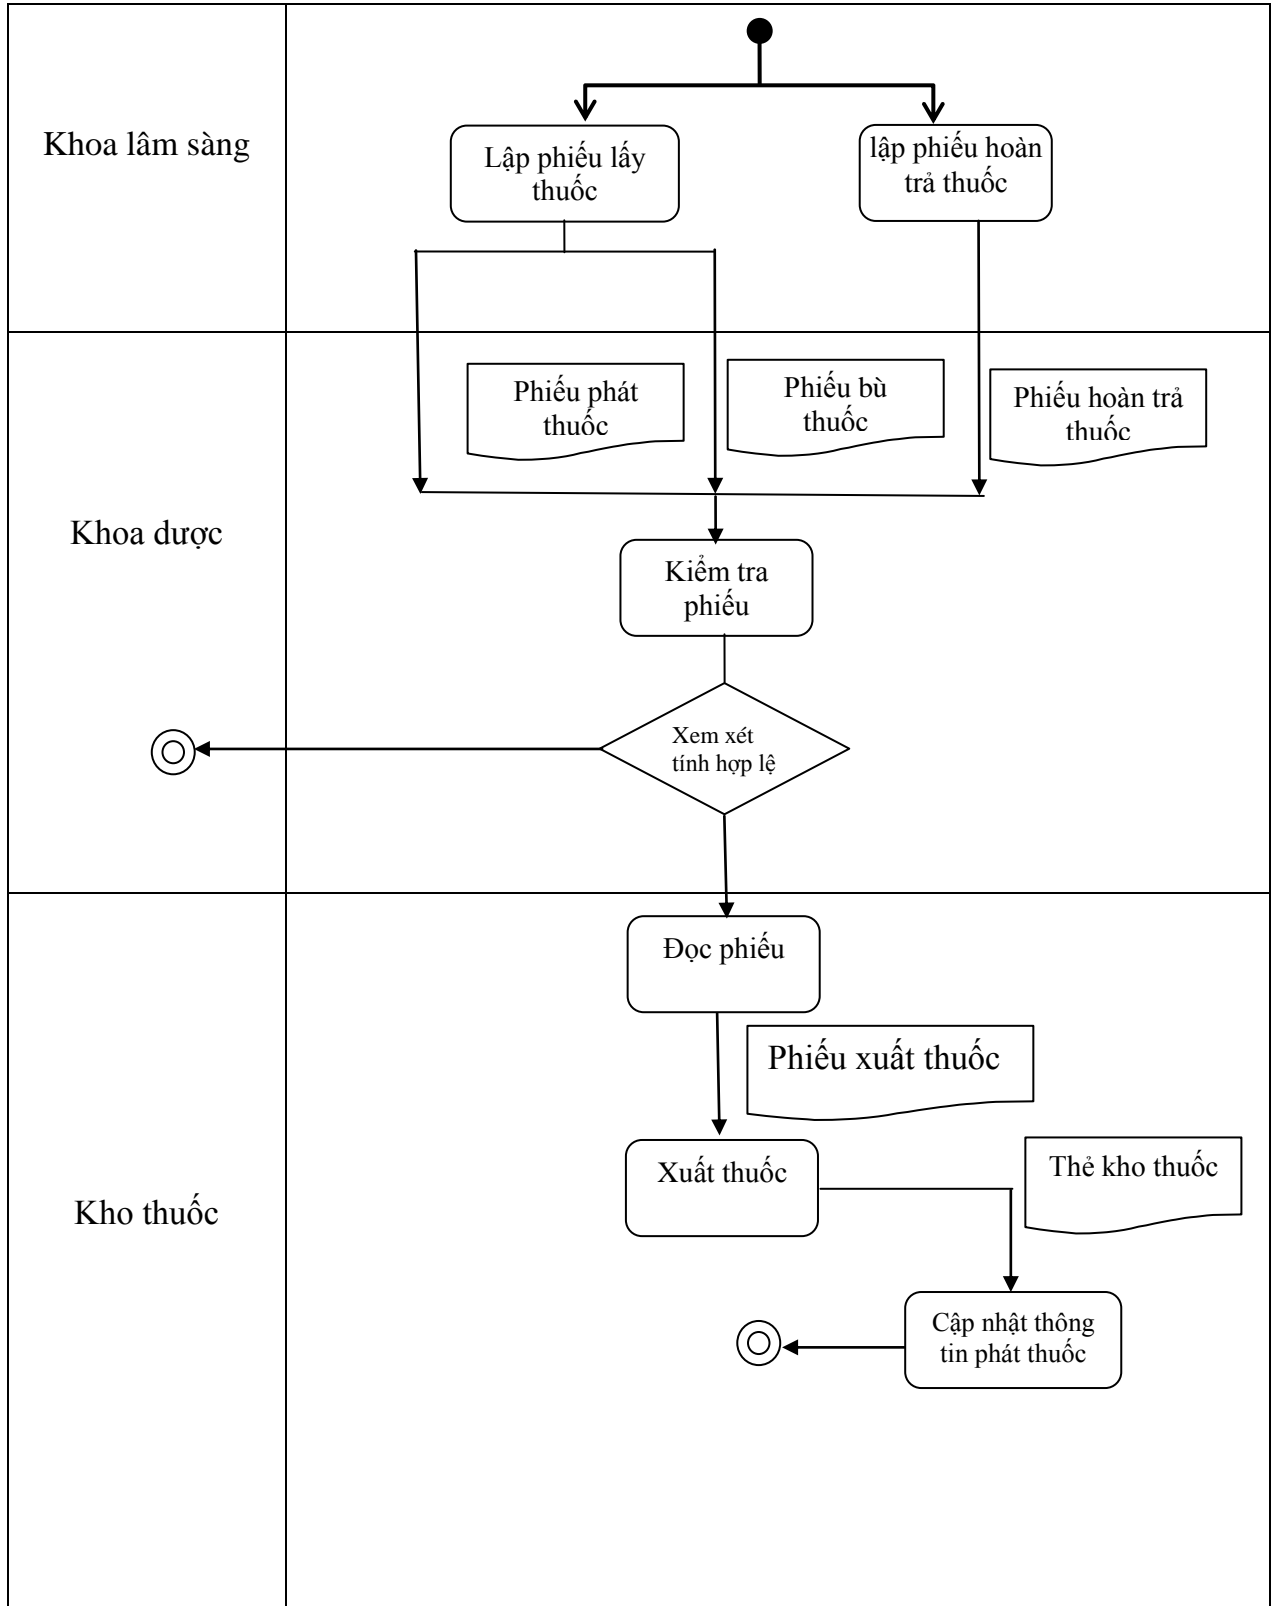 Khoa lâm sàng
Lập phiếu lấy
thuốc
lập phiếu hoàn
trả thuốc
Khoa dược
Phiếu phát
thuốc
Phiếu bù
thuốc
Phiếu hoàn trả
thuốc
Kiểm tra
phiếu
Xem xét
tính hợp lệ
Kho thuốc
Đọc phiếu
Phiếu xuất thuốc
Xuất thuốc
Thẻ kho thuốc
Cập nhật thông
tin phát thuốc